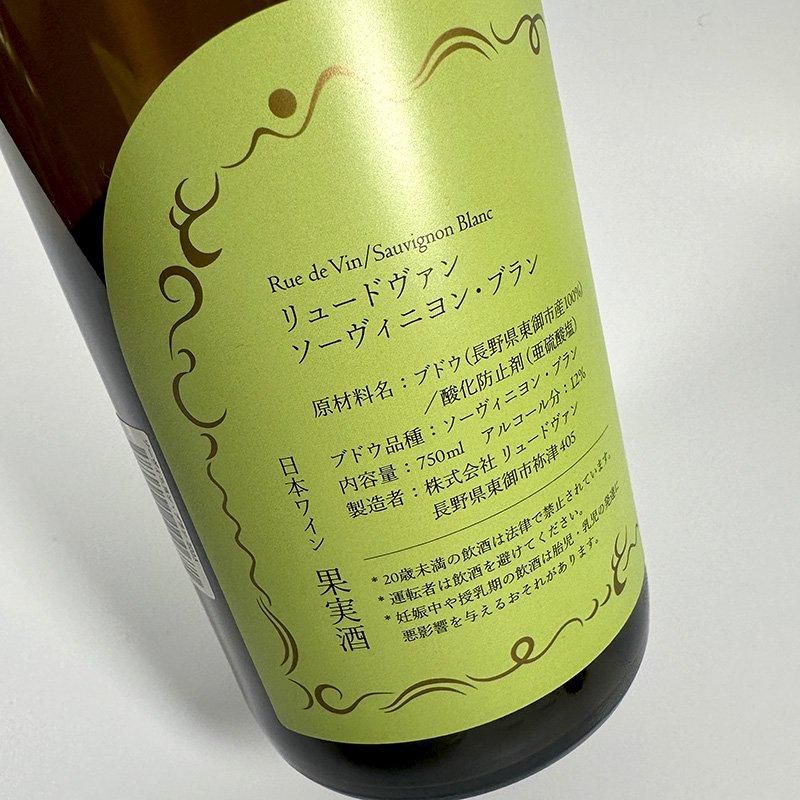 Rue de Vin/Sauvignon Blanc
リュードヴァン
ソーヴィニヨン・ブラン
原材料名：ブドウ（長野県東御市産100%）
／酸化防止剤（亜硫酸塩）
ブドウ品種：ソーヴィニヨン・ブラン
内容量：750ml アルコール分：12%
製造者：株式会社 リュードヴァン
長野県東御市祢津405
日本ワイン 果実酒
* 20歳未満の飲酒は法律で禁止されています。
* 運転者は飲酒を避けてください。
* 妊娠中や授乳期の飲酒は胎児・乳児の発達に
悪影響を与えるおそれがあります。